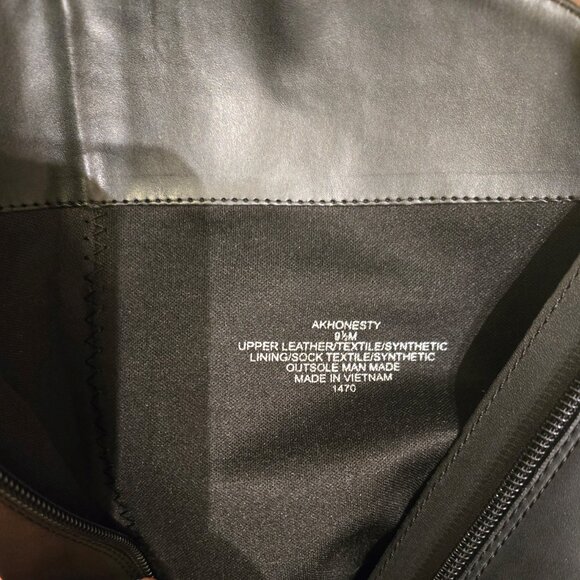 AKHONESTY
9½M
UPPER LEATHER/TEXTILE/SYNTHETIC
LINING/SOCK TEXTILE/SYNTHETIC
OUTSOLE MAN MADE
MADE IN VIETNAM
1470